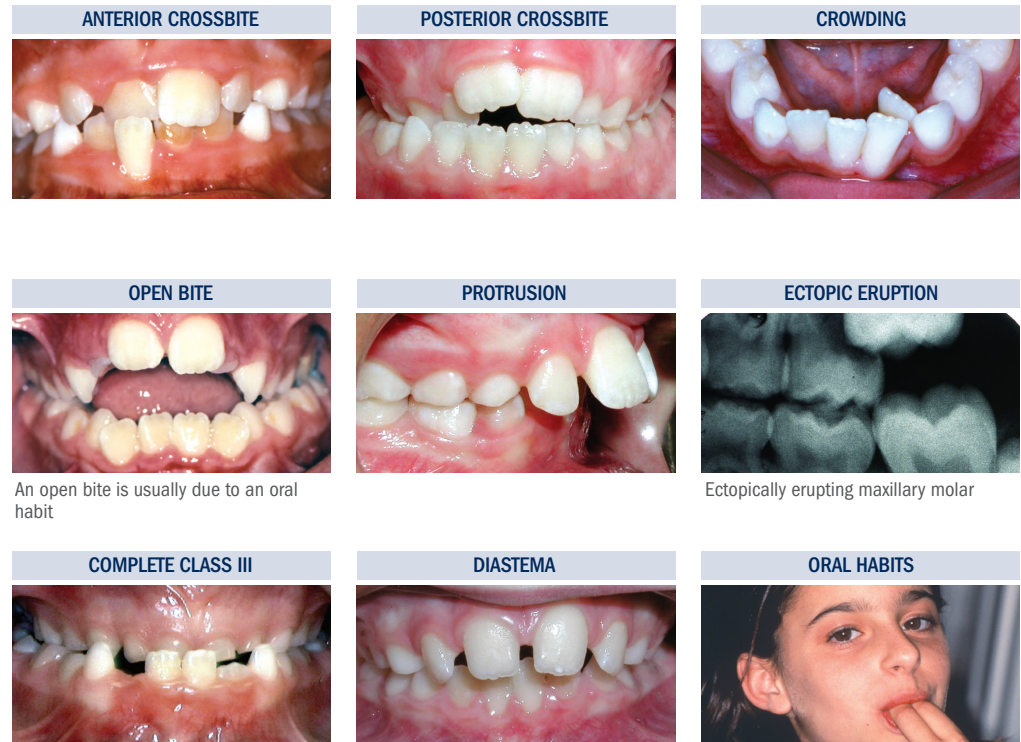 ANTERIOR CROSSBITE
POSTERIOR CROSSBITE
CROWDING
OPEN BITE
PROTRUSION
ECTOPIC ERUPTION
An open bite is usually due to an oral
habit
Ectopically erupting maxillary molar
COMPLETE CLASS III
DIASTEMA
ORAL HABITS